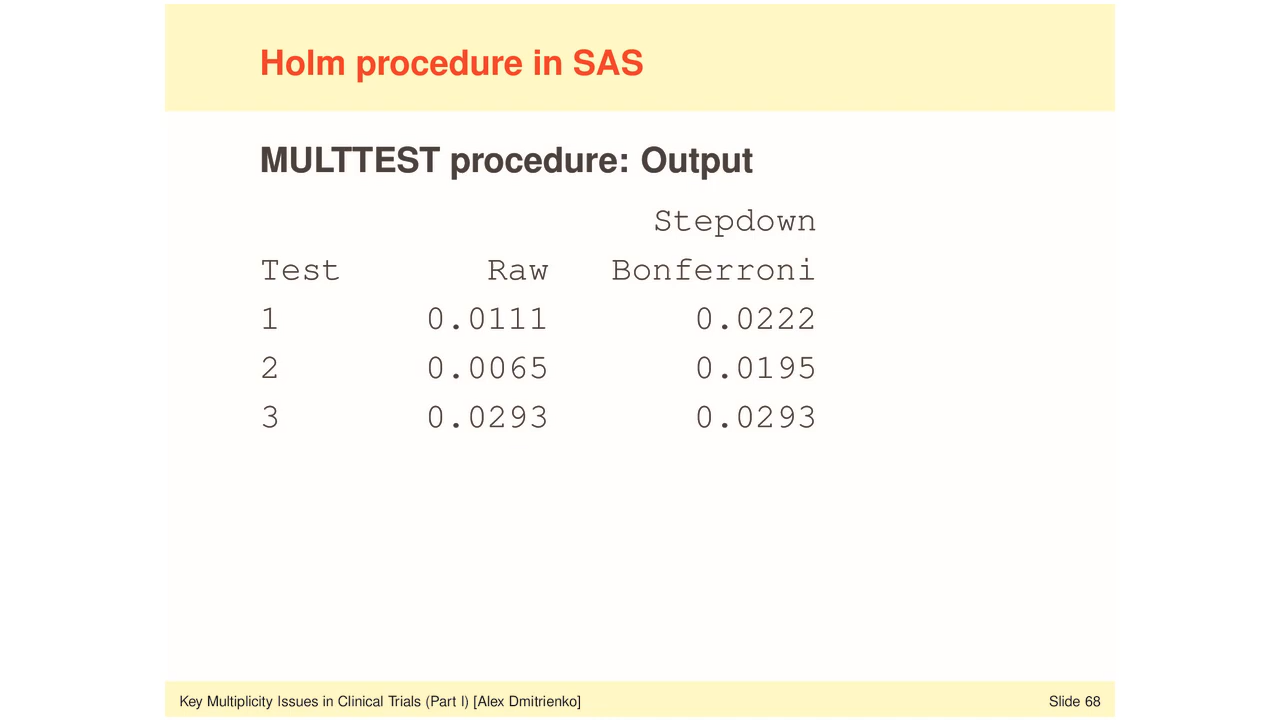 Holm procedure in SAS
MULTTEST procedure: Output
Stepdown
Test Raw Bonferroni
1 0.0111 0.0222
2 0.0065 0.0195
3 0.0293 0.0293
Key Multiplicity Issues in Clinical Trials (Part I) [Alex Dmitrienko] Slide 68